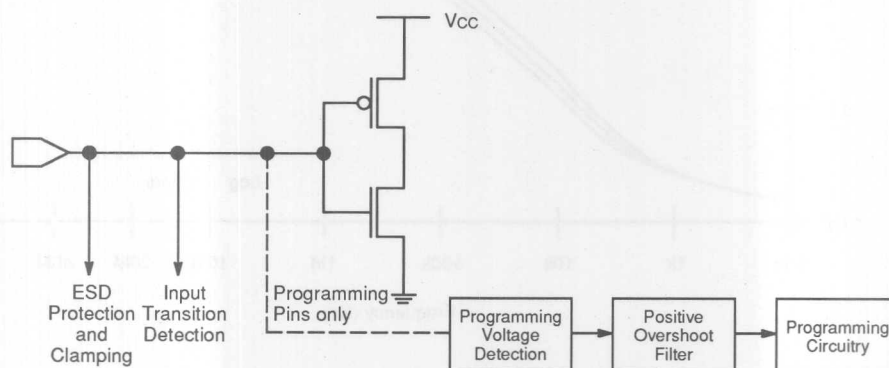 VCC
ESD
Protection
and
Clamping
Input
Transition
Detection
Programming
Pins only
Programming
Voltage
Detection
Positive
Overshoot
Filter
Programming
Circuitry